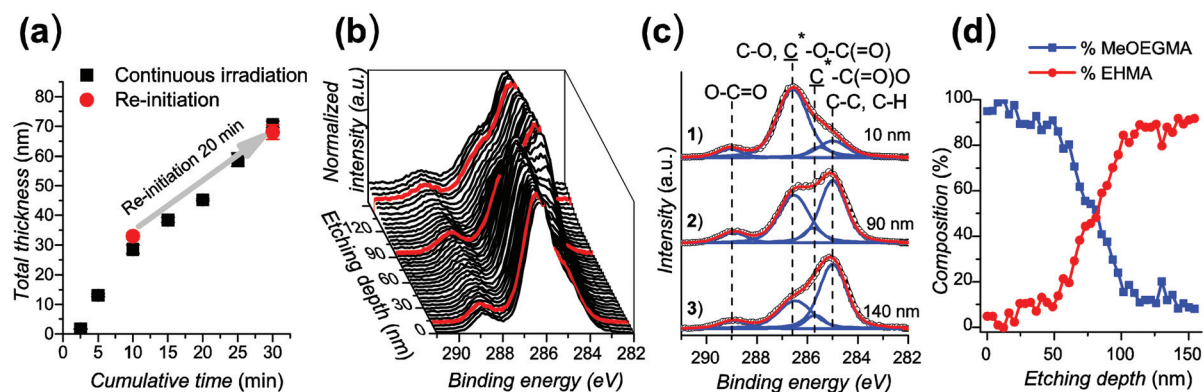 (a)
Continuous irradiation
Re-initiation
Re-initiation 20 min
Total thickness (nm)
80
70
60
50
40
30
20
10
0
0 5 10 15 20 25 30
Cumulative time (min)
(b)
Normalized
intensity (a.u.)
Etching depth (nm)
120
90
60
30
0
290 288 286 284 282
Binding energy (eV)
(c)
C-O, C*-O-C(=O)
C*-C(=O)O
O-C=O
C-C, C-H
1)
10 nm
2)
90 nm
3)
140 nm
Intensity (a.u.)
290 288 286 284 282
Binding energy (eV)
(d)
% MeOEGMA
% EHMA
Composition (%)
100
80
60
40
20
0
0 50 100 150
Etching depth (nm)